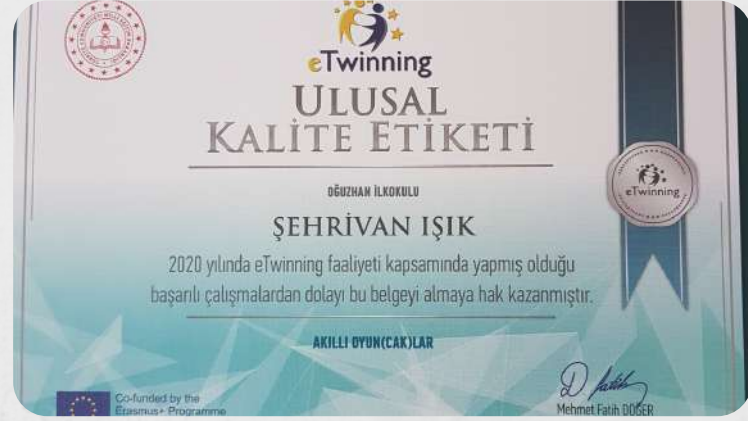 eTwinning
ULUSAL
KALİTE ETİKETİ
OĞUZHAN İLKOKULU
ŞEHRİVAN IŞIK
2020 yılında eTwinning faaliyeti kapsamında yapmış olduğu
başarılı çalışmalardan dolayı bu belgeyi almaya hak kazanmıştır.
AKILLI OYUN(CAK)LAR
eTwinning
Co-funded by the
Erasmus+ Programme
D. fatih
Mehmet Fatih DÖĞER